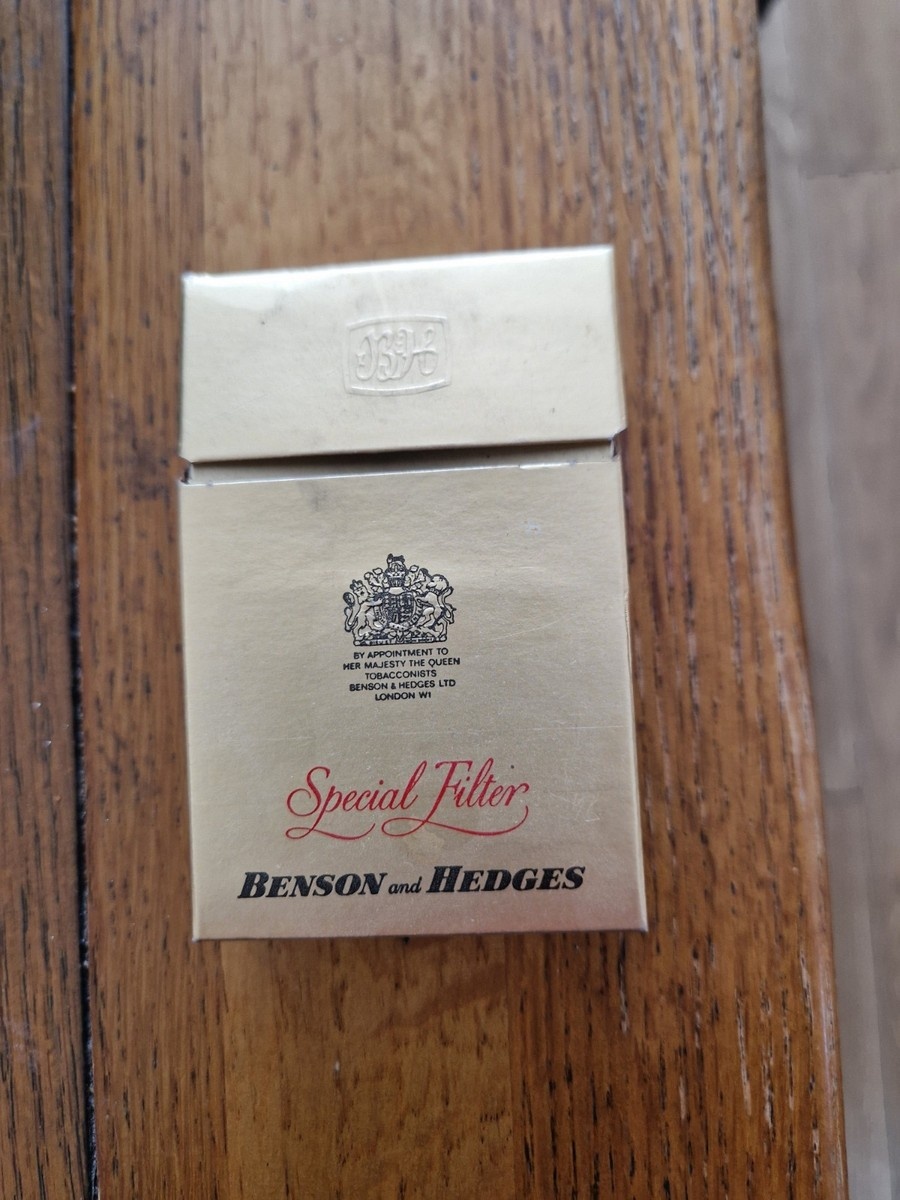 B&H
BY APPOINTMENT TO
HER MAJESTY THE QUEEN
TOBACCONISTS
BENSON & HEDGES LTD
LONDON W1
Special Filter
BENSON and HEDGES